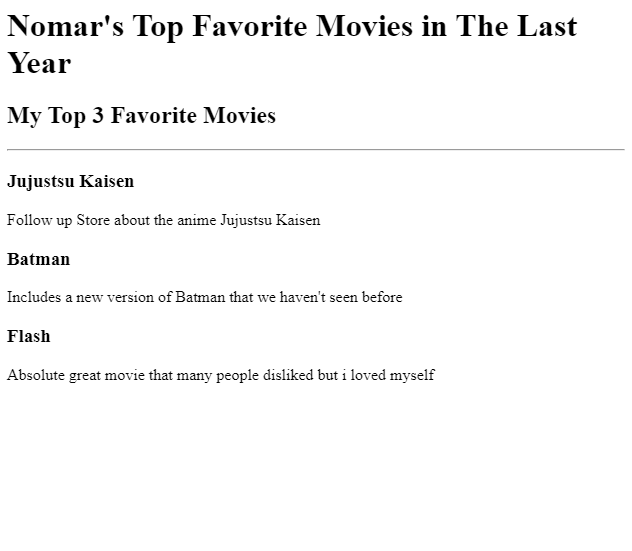 Nomar's Top Favorite Movies in The Last
Year
My Top 3 Favorite Movies
Jujustsu Kaisen
Follow up Store about the anime Jujustsu Kaisen
Batman
Includes a new version of Batman that we haven't seen before
Flash
Absolute great movie that many people disliked but i loved myself